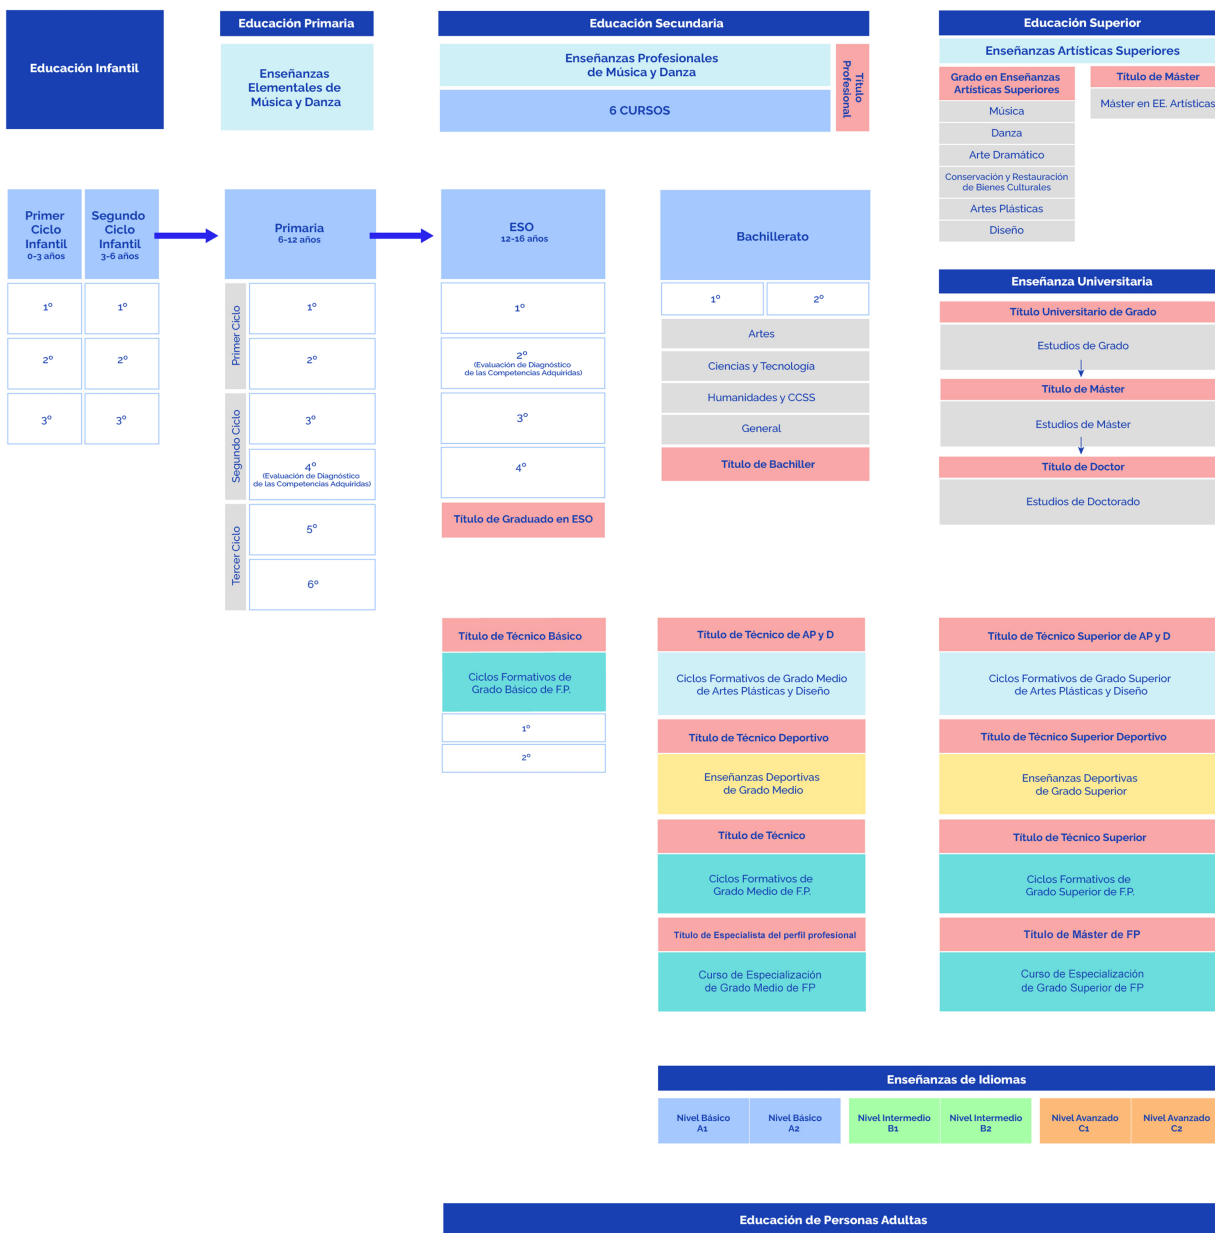 Educación Infantil
Educación Primaria
Enseñanzas
Elementales de
Música y Danza
Educación Secundaria
Enseñanzas Profesionales
de Música y Danza
6 CURSOS
Título
Profesional
Educación Superior
Enseñanzas Artísticas Superiores
Grado en Enseñanzas
Artísticas Superiores
Música
Danza
Arte Dramático
Conservación y Restauración
de Bienes Culturales
Artes Plásticas
Diseño
Título de Máster
Máster en EE. Artísticas
Primer
Ciclo
Infantil
0-3 años
1º
2º
3º
Segundo
Ciclo
Infantil
3-6 años
1º
2º
3º
Primaria
6-12 años
Primer Ciclo
1º
2º
Segundo Ciclo
3º
4º
(Evaluación de Diagnóstico
de las Competencias Adquiridas)
Tercer Ciclo
5º
6º
ESO
12-16 años
1º
2º
(Evaluación de Diagnóstico
de las Competencias Adquiridas)
3º
4º
Título de Graduado en ESO
Bachillerato
1º
2º
Artes
Ciencias y Tecnología
Humanidades y CCSS
General
Título de Bachiller
Enseñanza Universitaria
Título Universitario de Grado
Estudios de Grado
Título de Máster
Estudios de Máster
Título de Doctor
Estudios de Doctorado
Título de Técnico Básico
Ciclos Formativos de
Grado Básico de F.P.
1º
2º
Título de Técnico de AP y D
Ciclos Formativos de Grado Medio
de Artes Plásticas y Diseño
Título de Técnico Deportivo
Enseñanzas Deportivas
de Grado Medio
Título de Técnico
Ciclos Formativos de
Grado Medio de F.P.
Título de Especialista del perfil profesional
Curso de Especialización
de Grado Medio de FP
Título de Técnico Superior de AP y D
Ciclos Formativos de Grado Superior
de Artes Plásticas y Diseño
Título de Técnico Superior Deportivo
Enseñanzas Deportivas
de Grado Superior
Título de Técnico Superior
Ciclos Formativos de
Grado Superior de F.P.
Título de Máster de FP
Curso de Especialización
de Grado Superior de FP
Enseñanzas de Idiomas
Nivel Básico
A1
Nivel Básico
A2
Nivel Intermedio
B1
Nivel Intermedio
B2
Nivel Avanzado
C1
Nivel Avanzado
C2
Educación de Personas Adultas